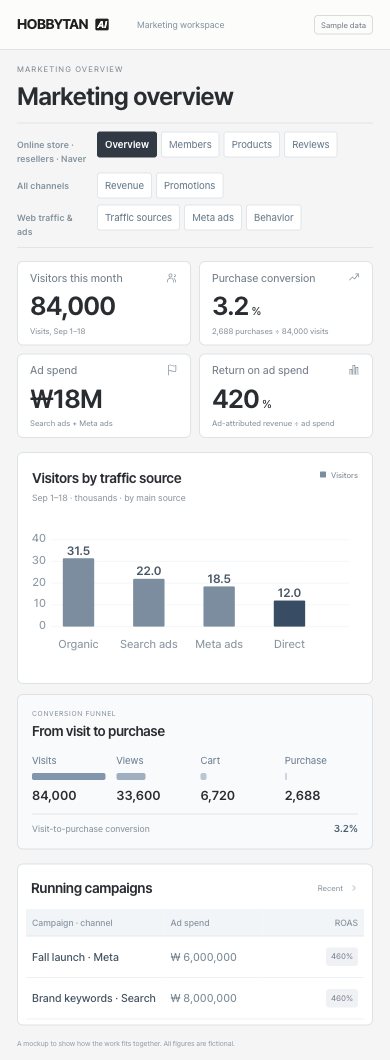 HOBBYTAN AI
Marketing workspace
Sample data
MARKETING OVERVIEW
Marketing overview
Online store ·
resellers · Naver
Overview
Members
Products
Reviews
All channels
Revenue
Promotions
Web traffic &
ads
Traffic sources
Meta ads
Behavior
Visitors this month
84,000
Visits, Sep 1–18
Purchase conversion
3.2 %
2,688 purchases ÷ 84,000 visits
Ad spend
₩18M
Search ads + Meta ads
Return on ad spend
420 %
Ad-attributed revenue ÷ ad spend
Visitors by traffic source
Visitors
Sep 1–18 · thousands · by main source
40
30
20
10
0
31.5
22.0
18.5
12.0
Organic
Search ads
Meta ads
Direct
CONVERSION FUNNEL
From visit to purchase
Visits
Views
Cart
Purchase
84,000
33,600
6,720
2,688
Visit-to-purchase conversion
3.2%
Running campaigns
Recent
Campaign · channel
Ad spend
ROAS
Fall launch · Meta
₩ 6,000,000
460%
Brand keywords · Search
₩ 8,000,000
460%
A mockup to show how the work fits together. All figures are fictional.